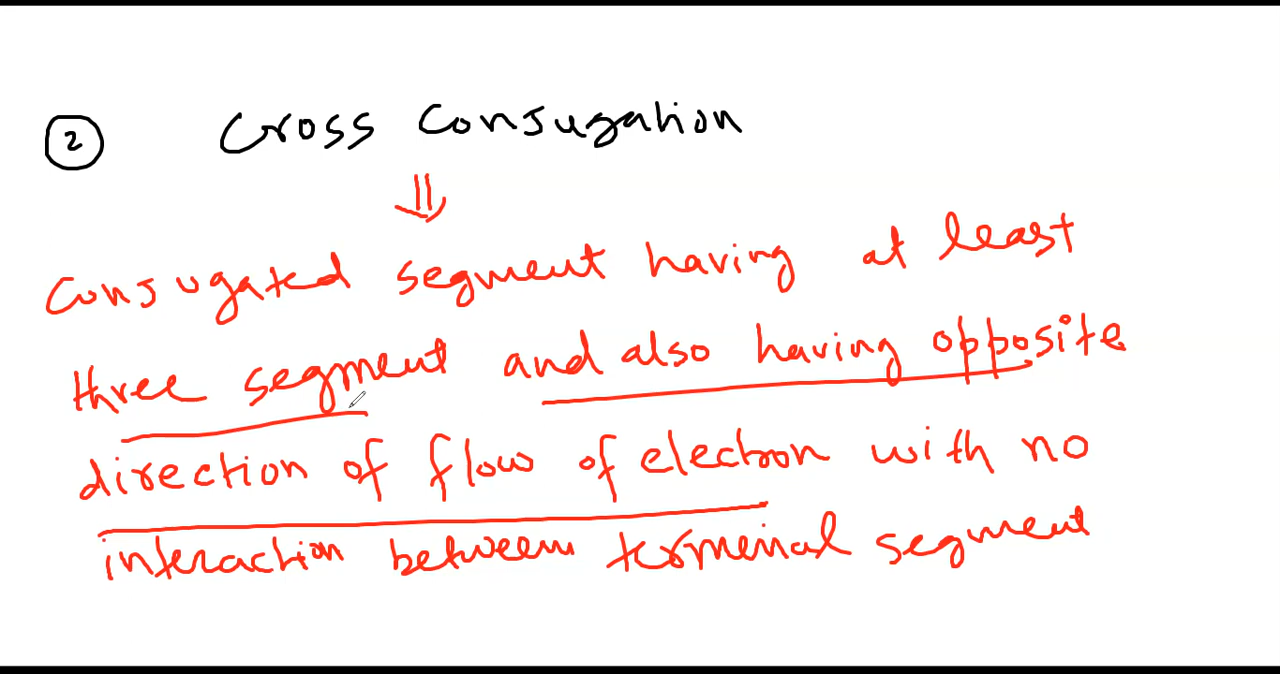 ② Cross Conjugation
⇓
Conjugated segment having at least
three segment and also having opposite
direction of flow of electron with no
interaction between termeinal segment